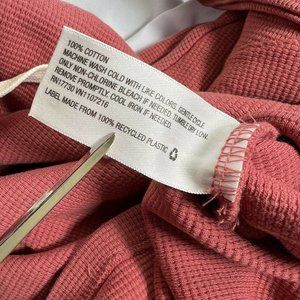 100% COTTON
MACHINE WASH COLD WITH LIKE COLORS, GENTLE CYCLE
ONLY NON-CHLORINE BLEACH IF NEEDED, TUMBLE DRY LOW.
REMOVE PROMPTLY, COOL IRON IF NEEDED.
RN17730 VN1107216
LABEL MADE FROM 100% RECYCLED PLASTIC